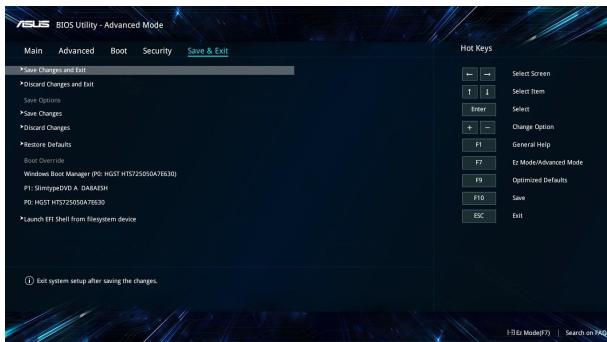 ASUS BIOS Utility - Advanced Mode
Main Advanced Boot Security Save & Exit
Hot Keys
Save Changes and Exit
Discard Changes and Exit
Save Options
Save Changes
Discard Changes
Restore Defaults
Boot Override
Windows Boot Manager (P0: HGST HTS725050A7E630)
P1: SlimtypeDVD A DA8AESH
P0: HGST HTS725050A7E630
Launch EFI Shell from filesystem device
← → Select Screen
↑ ↓ Select Item
Enter Select
+ − Change Option
F1 General Help
F7 Ez Mode/Advanced Mode
F9 Optimized Defaults
F10 Save
ESC Exit
Exit system setup after saving the changes.
Ez Mode(F7) | Search on FAQ